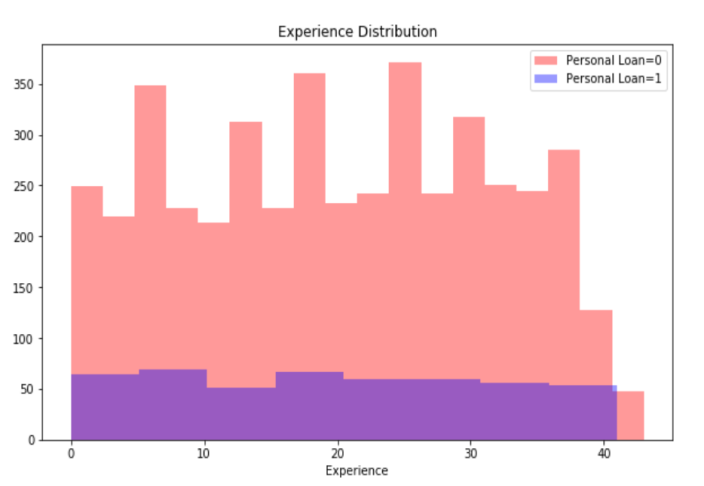 Experience Distribution
Personal Loan=0
Personal Loan=1
350
300
250
200
150
100
50
0
0 10 20 30 40
Experience